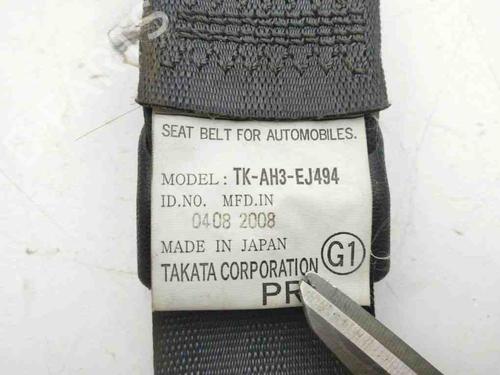 SEAT BELT FOR AUTOMOBILES.
MODEL: TK-AH3-EJ494
ID.NO. MFD.IN
0408 2008
MADE IN JAPAN
TAKATA CORPORATION G1
PR